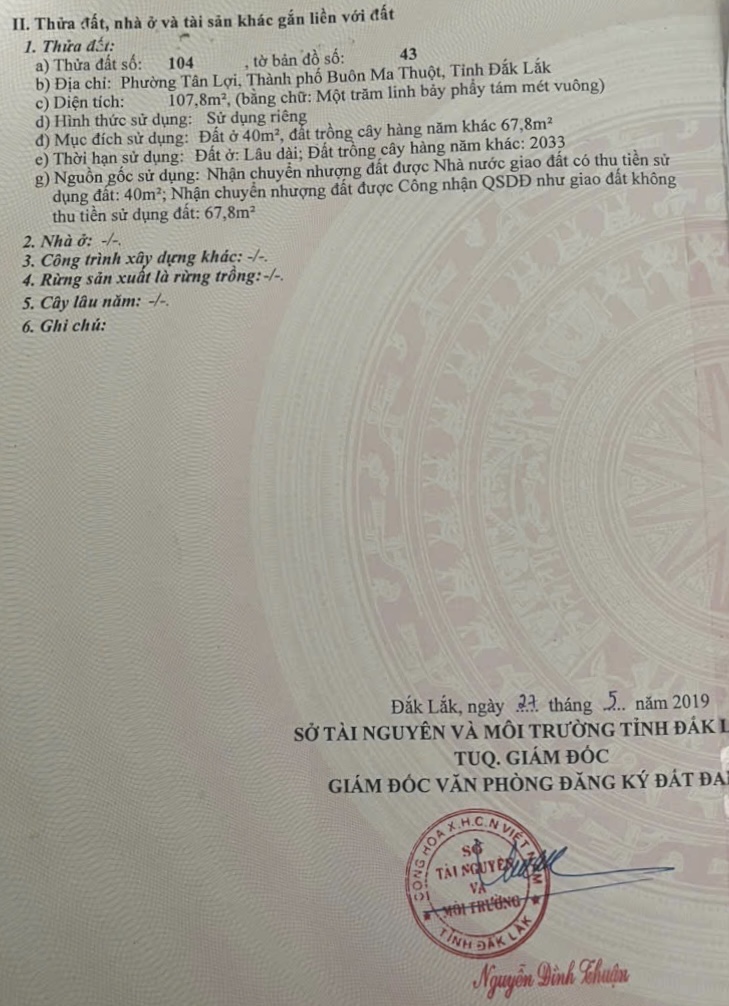 II. Thửa đất, nhà ở và tài sản khác gắn liền với đất
1. Thửa đất:
a) Thửa đất số: 104 , tờ bản đồ số: 43
b) Địa chỉ: Phường Tân Lợi, Thành phố Buôn Ma Thuột, Tỉnh Đắk Lắk
c) Diện tích: 107,8m², (bằng chữ: Một trăm linh bảy phẩy tám mét vuông)
d) Hình thức sử dụng: Sử dụng riêng
đ) Mục đích sử dụng: Đất ở 40m², đất trồng cây hàng năm khác 67,8m²
e) Thời hạn sử dụng: Đất ở: Lâu dài; Đất trồng cây hàng năm khác: 2033
g) Nguồn gốc sử dụng: Nhận chuyển nhượng đất được Nhà nước giao đất có thu tiền sử
dụng đất: 40m²; Nhận chuyển nhượng đất được Công nhận QSDĐ như giao đất không
thu tiền sử dụng đất: 67,8m²
2. Nhà ở: -/-.
3. Công trình xây dựng khác: -/-.
4. Rừng sản xuất là rừng trồng: -/-.
5. Cây lâu năm: -/-.
6. Ghi chú:
Đắk Lắk, ngày 27 tháng 5 năm 2019
SỞ TÀI NGUYÊN VÀ MÔI TRƯỜNG TỈNH ĐẮK L
TUQ. GIÁM ĐỐC
GIÁM ĐỐC VĂN PHÒNG ĐĂNG KÝ ĐẤT ĐAI
CỘNG HÒA X.H.C.N VIỆT NAM
SỞ
TÀI NGUYÊN
VÀ
MÔI TRƯỜNG
TỈNH ĐẮK LẮK
Nguyễn Đình Thuận